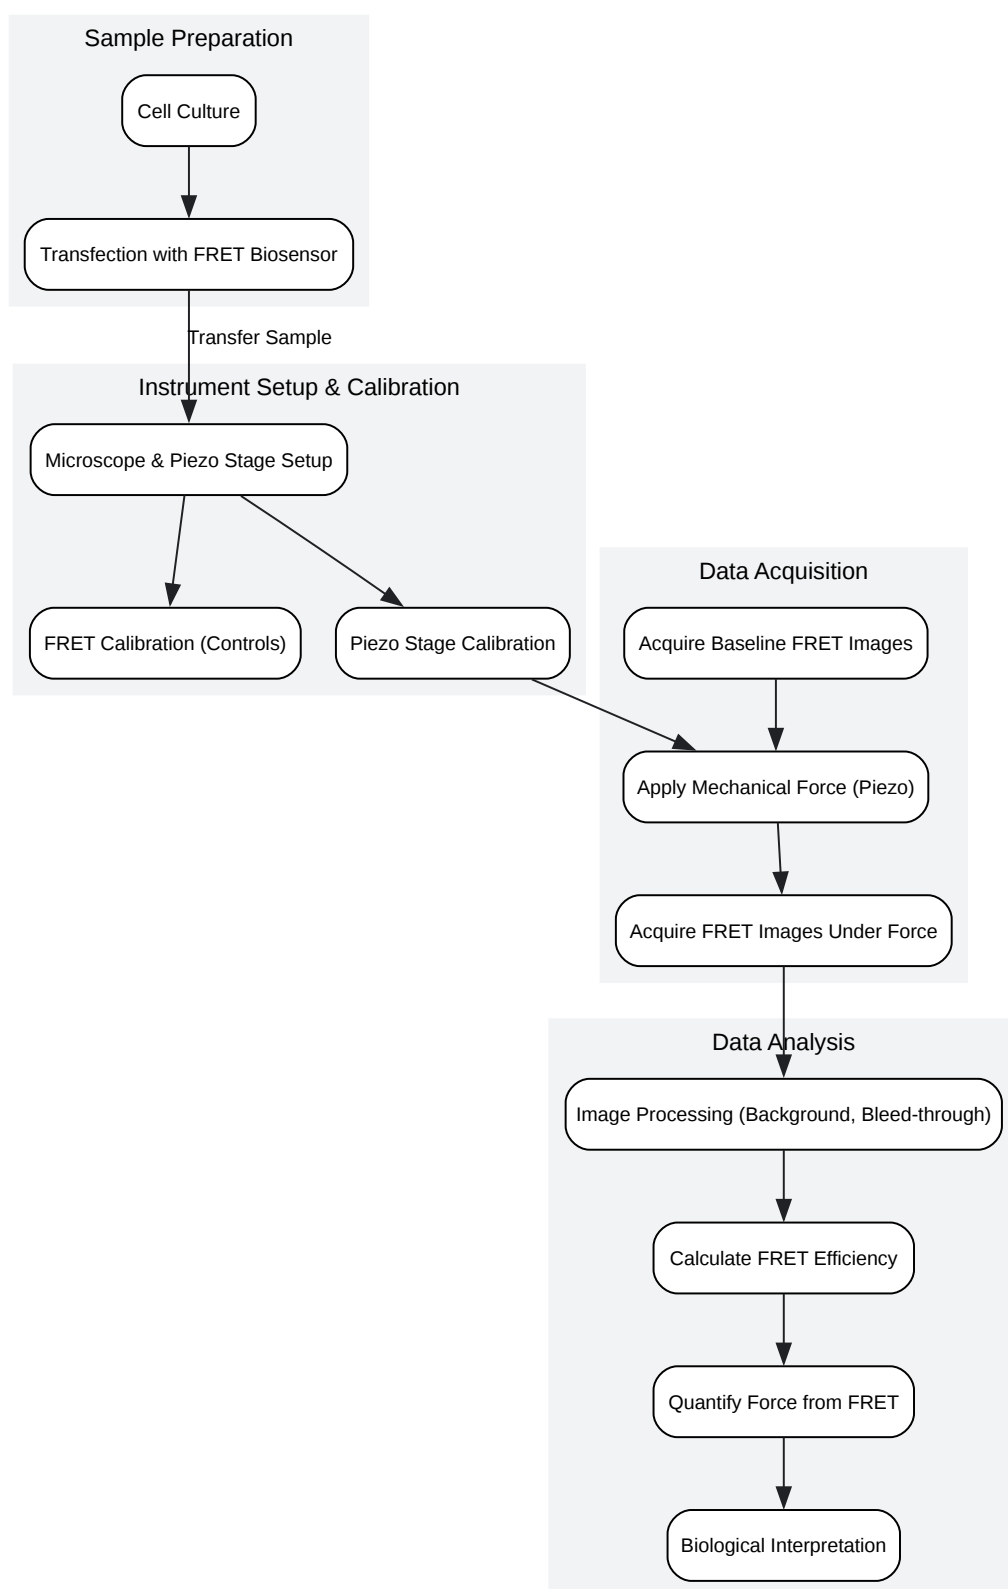 Sample Preparation
Cell Culture
Transfection with FRET Biosensor
Transfer Sample
Instrument Setup & Calibration
Microscope & Piezo Stage Setup
FRET Calibration (Controls)
Piezo Stage Calibration
Data Acquisition
Acquire Baseline FRET Images
Apply Mechanical Force (Piezo)
Acquire FRET Images Under Force
Data Analysis
Image Processing (Background, Bleed-through)
Calculate FRET Efficiency
Quantify Force from FRET
Biological Interpretation